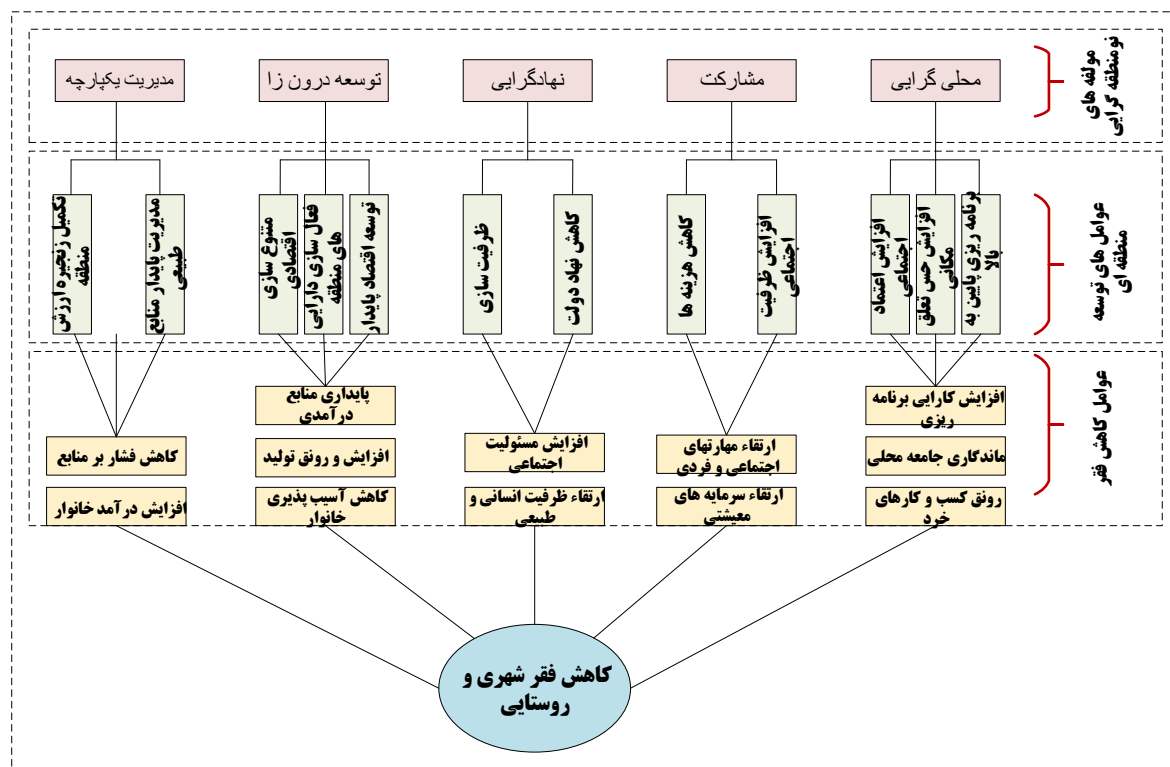 مولفه های
نومنطقه گرایی
محلی گرایی
مشارکت
نهادگرایی
توسعه درون زا
مدیریت یکپارچه
عوامل های توسعه
منطقه ای
برنامه ریزی پایین به
بالا
افزایش حس تعلق
مکانی
افزایش اعتماد
اجتماعی
افزایش ظرفیت
اجتماعی
کاهش هزینه ها
کاهش نهاد دولت
ظرفیت سازی
توسعه اقتصاد پایدار
فعال سازی دارایی
های منطقه
متنوع سازی
اقتصادی
مدیریت پایدار منابع
طبیعی
تکمیل زنجیره ارزش
منطقه
عوامل کاهش فقر
افزایش کارایی برنامه
ریزی
ماندگاری جامعه محلی
رونق کسب و کارهای
خرد
ارتقاء مهارتهای
اجتماعی و فردی
ارتقاء سرمایه های
معیشتی
افزایش مسئولیت
اجتماعی
ارتقاء ظرفیت انسانی و
طبیعی
پایداری منابع
درآمدی
افزایش و رونق تولید
کاهش آسیب پذیری
خانوار
کاهش فشار بر منابع
افزایش درآمد خانوار
کاهش فقر شهری و
روستایی